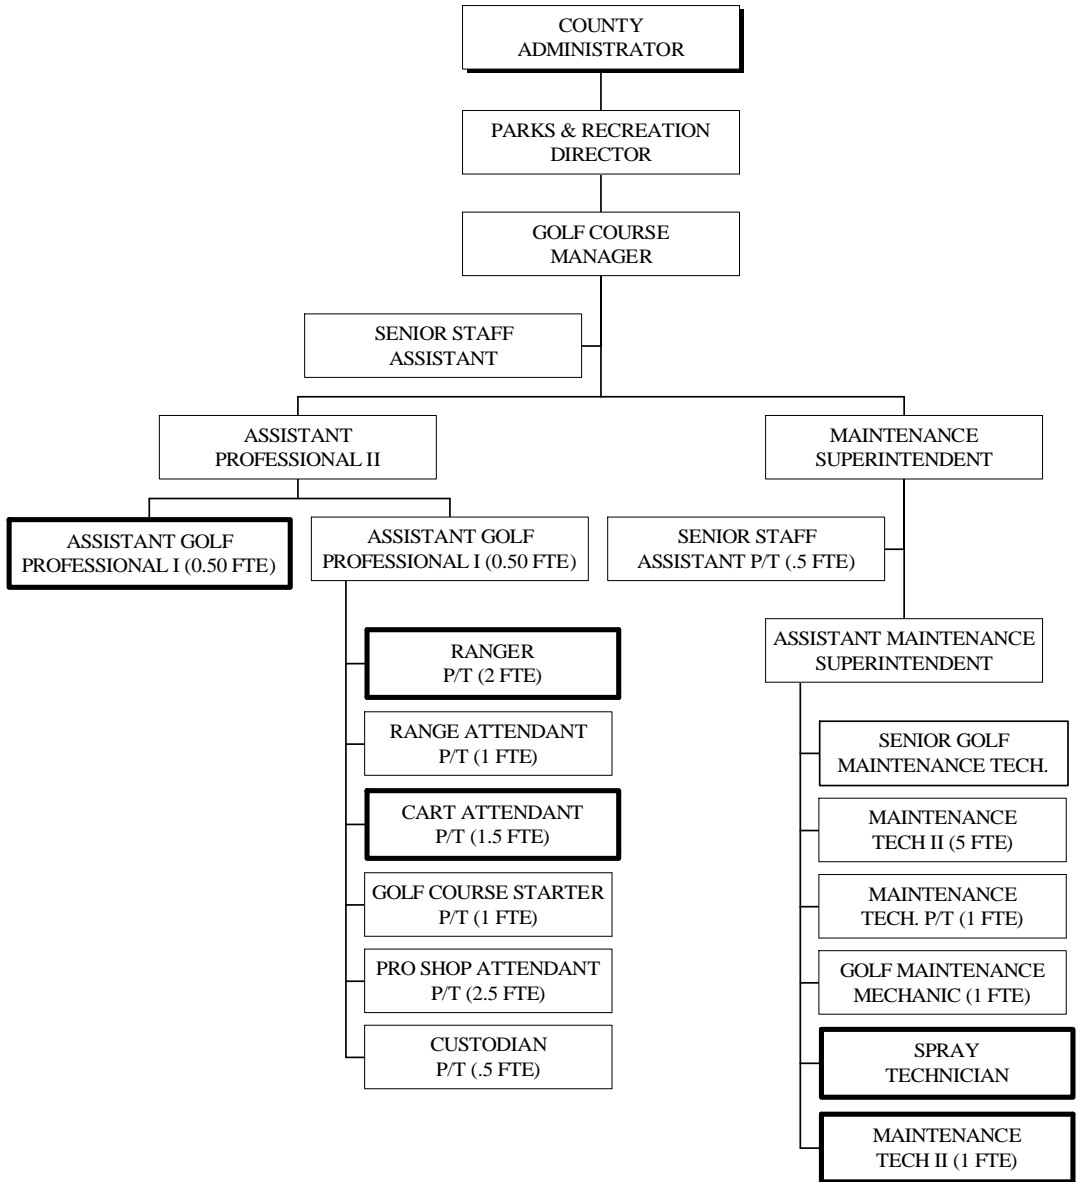 COUNTY
ADMINISTRATOR
PARKS & RECREATION
DIRECTOR
GOLF COURSE
MANAGER
SENIOR STAFF
ASSISTANT
ASSISTANT
PROFESSIONAL II
MAINTENANCE
SUPERINTENDENT
ASSISTANT GOLF
PROFESSIONAL I (0.50 FTE)
ASSISTANT GOLF
PROFESSIONAL I (0.50 FTE)
SENIOR STAFF
ASSISTANT P/T (.5 FTE)
RANGER
P/T (2 FTE)
RANGE ATTENDANT
P/T (1 FTE)
CART ATTENDANT
P/T (1.5 FTE)
GOLF COURSE STARTER
P/T (1 FTE)
PRO SHOP ATTENDANT
P/T (2.5 FTE)
CUSTODIAN
P/T (.5 FTE)
ASSISTANT MAINTENANCE
SUPERINTENDENT
SENIOR GOLF
MAINTENANCE TECH.
MAINTENANCE
TECH II (5 FTE)
MAINTENANCE
TECH. P/T (1 FTE)
GOLF MAINTENANCE
MECHANIC (1 FTE)
SPRAY
TECHNICIAN
MAINTENANCE
TECH II (1 FTE)